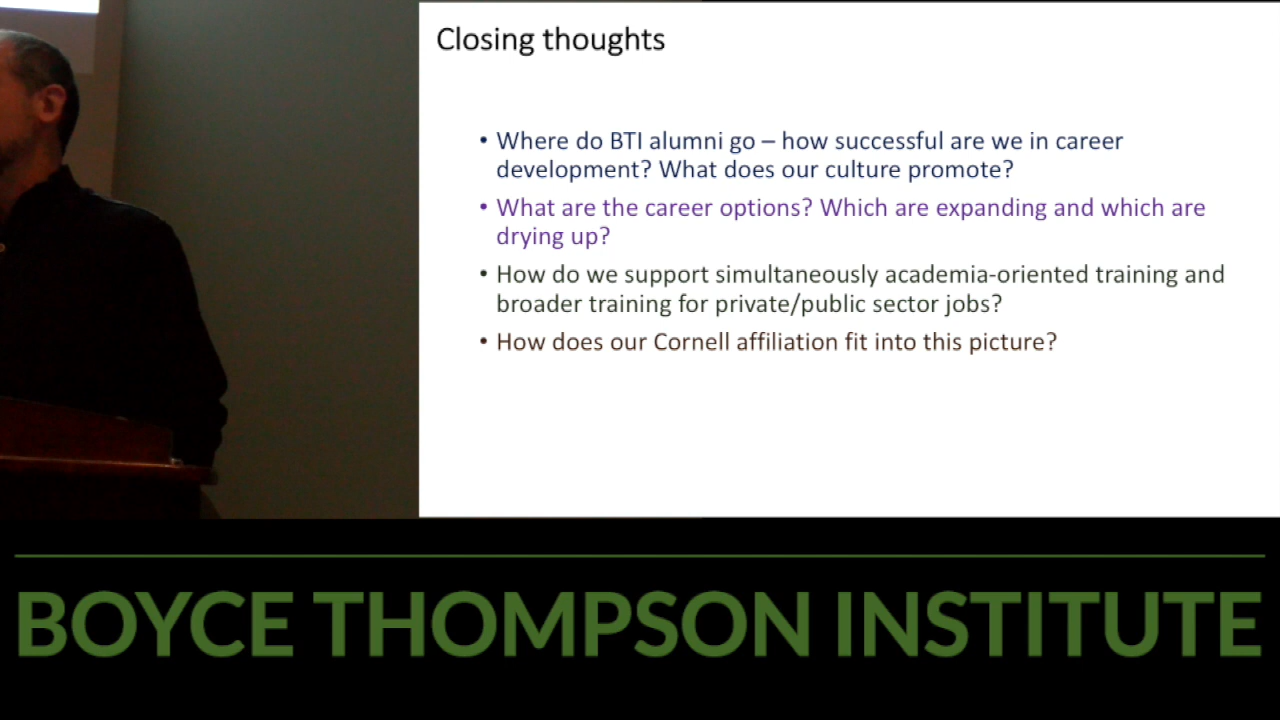 Closing thoughts
• Where do BTI alumni go – how successful are we in career
development? What does our culture promote?
• What are the career options? Which are expanding and which are
drying up?
• How do we support simultaneously academia-oriented training and
broader training for private/public sector jobs?
• How does our Cornell affiliation fit into this picture?
BOYCE THOMPSON INSTITUTE